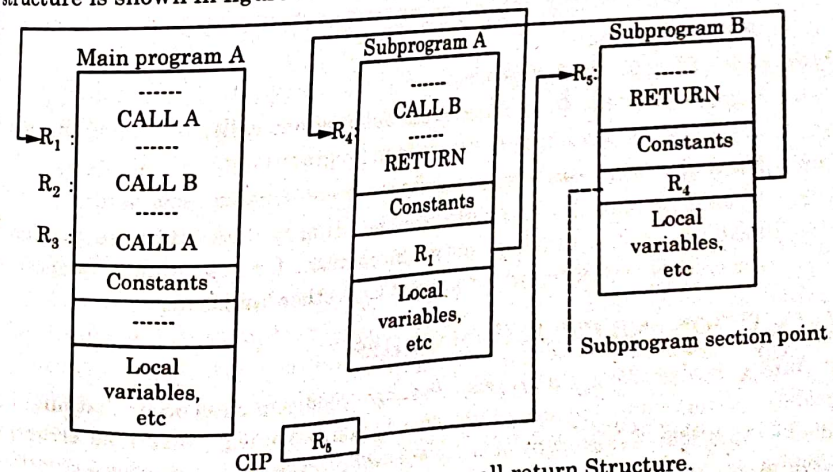 structure is shown in figur
Main program A
------
CALL A
------
R1 :
R2 :
CALL B
------
R3 :
CALL A
Constants
------
Local
variables,
etc
Subprogram A
------
CALL B
R4:
------
RETURN
Constants
R1
Local
variables,
etc
Subprogram B
R5:
------
RETURN
Constants
R4
Local
variables,
etc
Subprogram section point
CIP
R5
all return Structure.